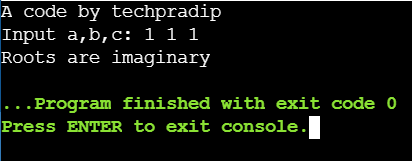 A code by techpradip
Input a,b,c: 1 1 1
Roots are imaginary
...Program finished with exit code 0
Press ENTER to exit console.